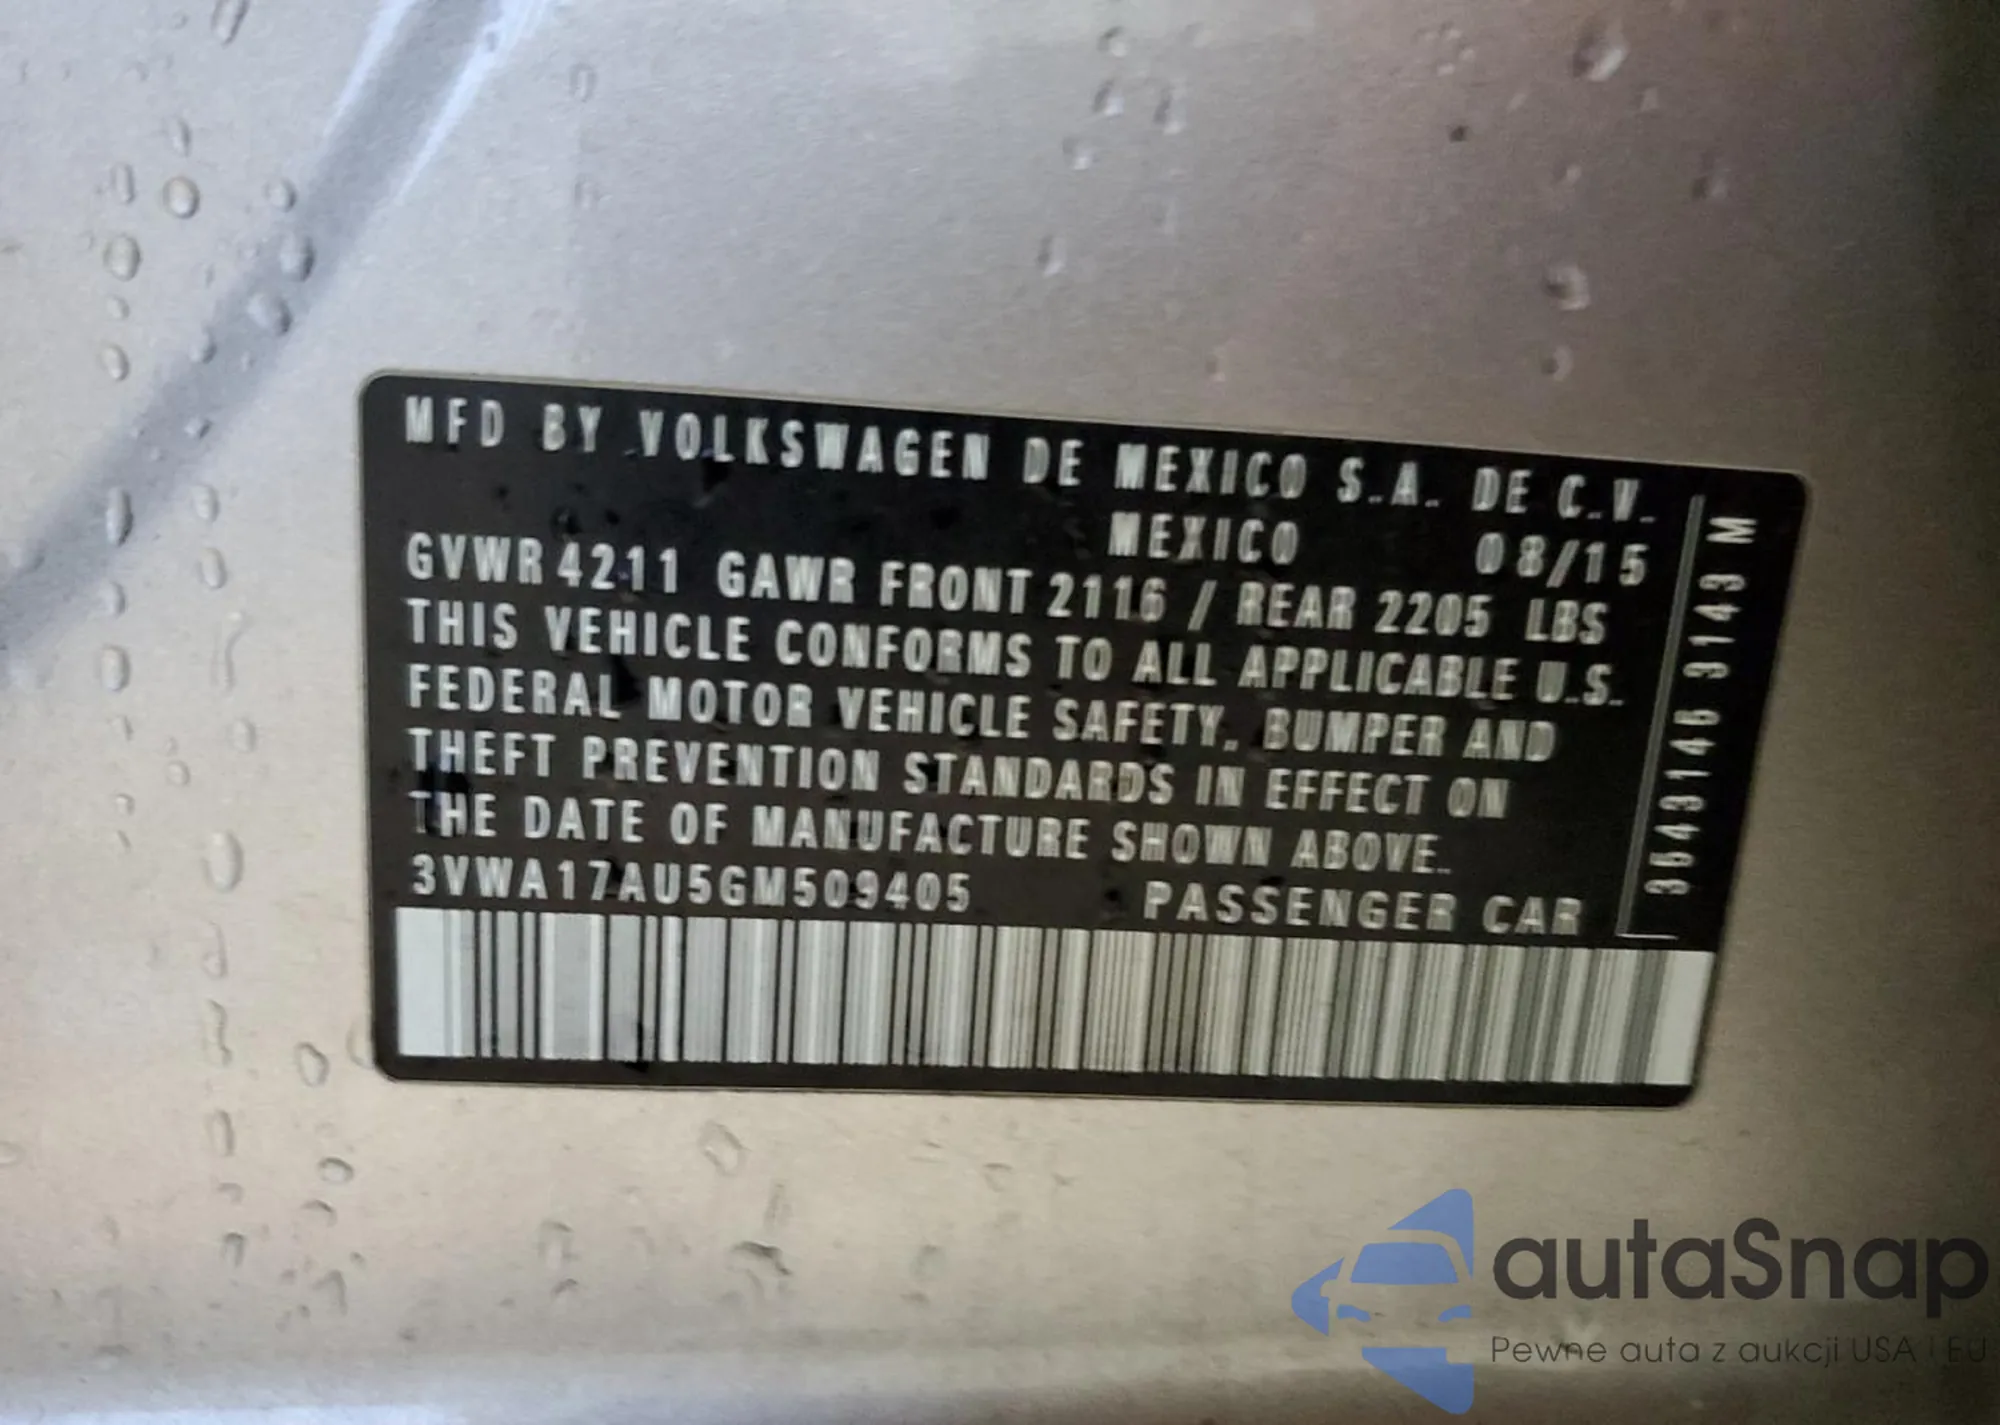 MFD BY VOLKSWAGEN DE MEXICO S.A. DE C.V.
MEXICO 08/15
GVWR 4211 GAWR FRONT 2116 / REAR 2205 LBS
THIS VEHICLE CONFORMS TO ALL APPLICABLE U.S.
FEDERAL MOTOR VEHICLE SAFETY, BUMPER AND
THEFT PREVENTION STANDARDS IN EFFECT ON
THE DATE OF MANUFACTURE SHOWN ABOVE.
3VWA17AU5GM509405 PASSENGER CAR
autaSnap
Pewne auta z aukcji USA i EU